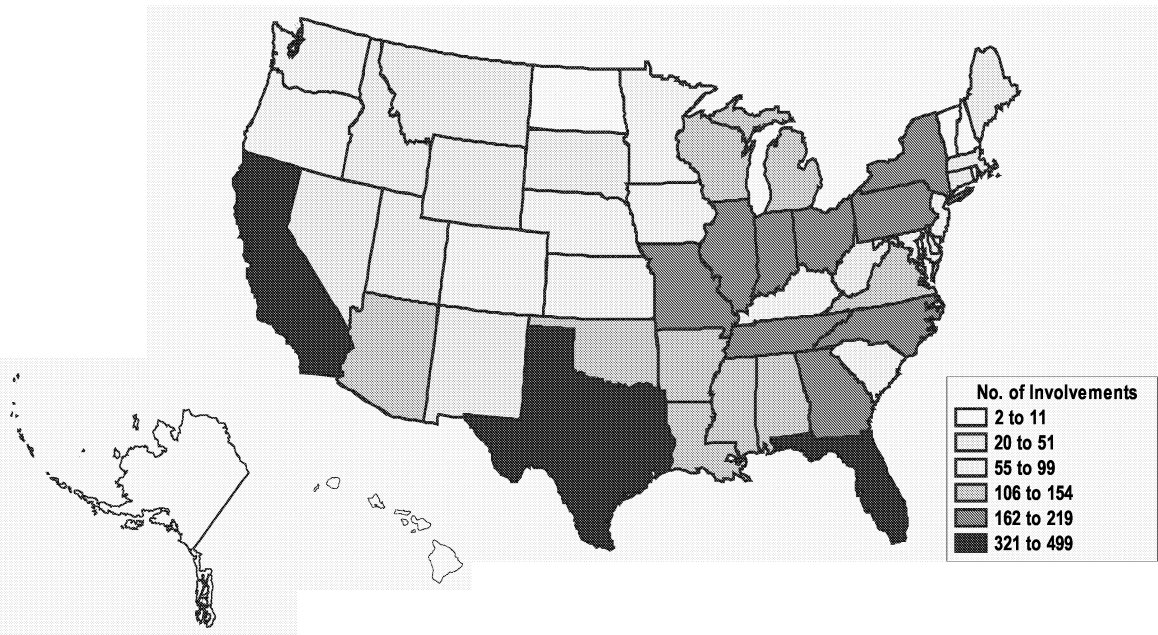 No. of Involvements
2 to 11
20 to 51
55 to 99
106 to 154
162 to 219
321 to 499